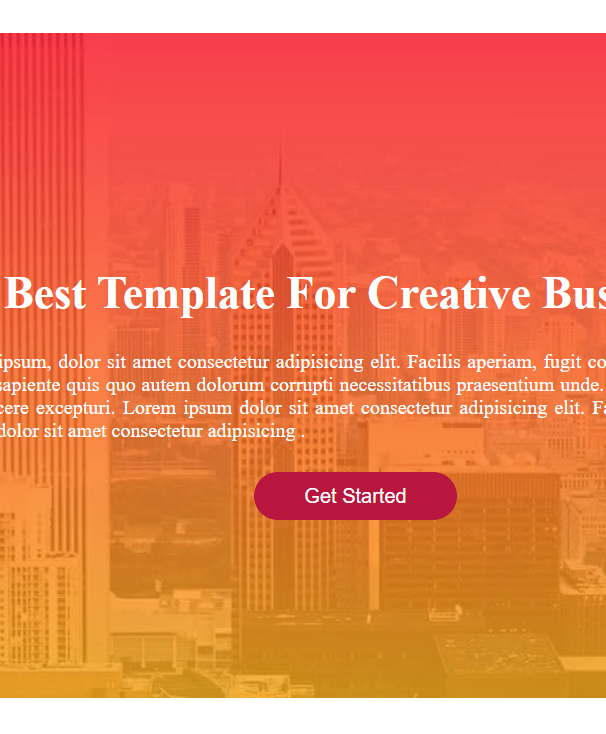 Best Template For Creative Bus
ipsum, dolor sit amet consectetur adipisicing elit. Facilis aperiam, fugit co
sapiente quis quo autem dolorum corrupti necessitatibus praesentium unde.
cere excepturi. Lorem ipsum dolor sit amet consectetur adipisicing elit. Fa
dolor sit amet consectetur adipisicing .
Get Started